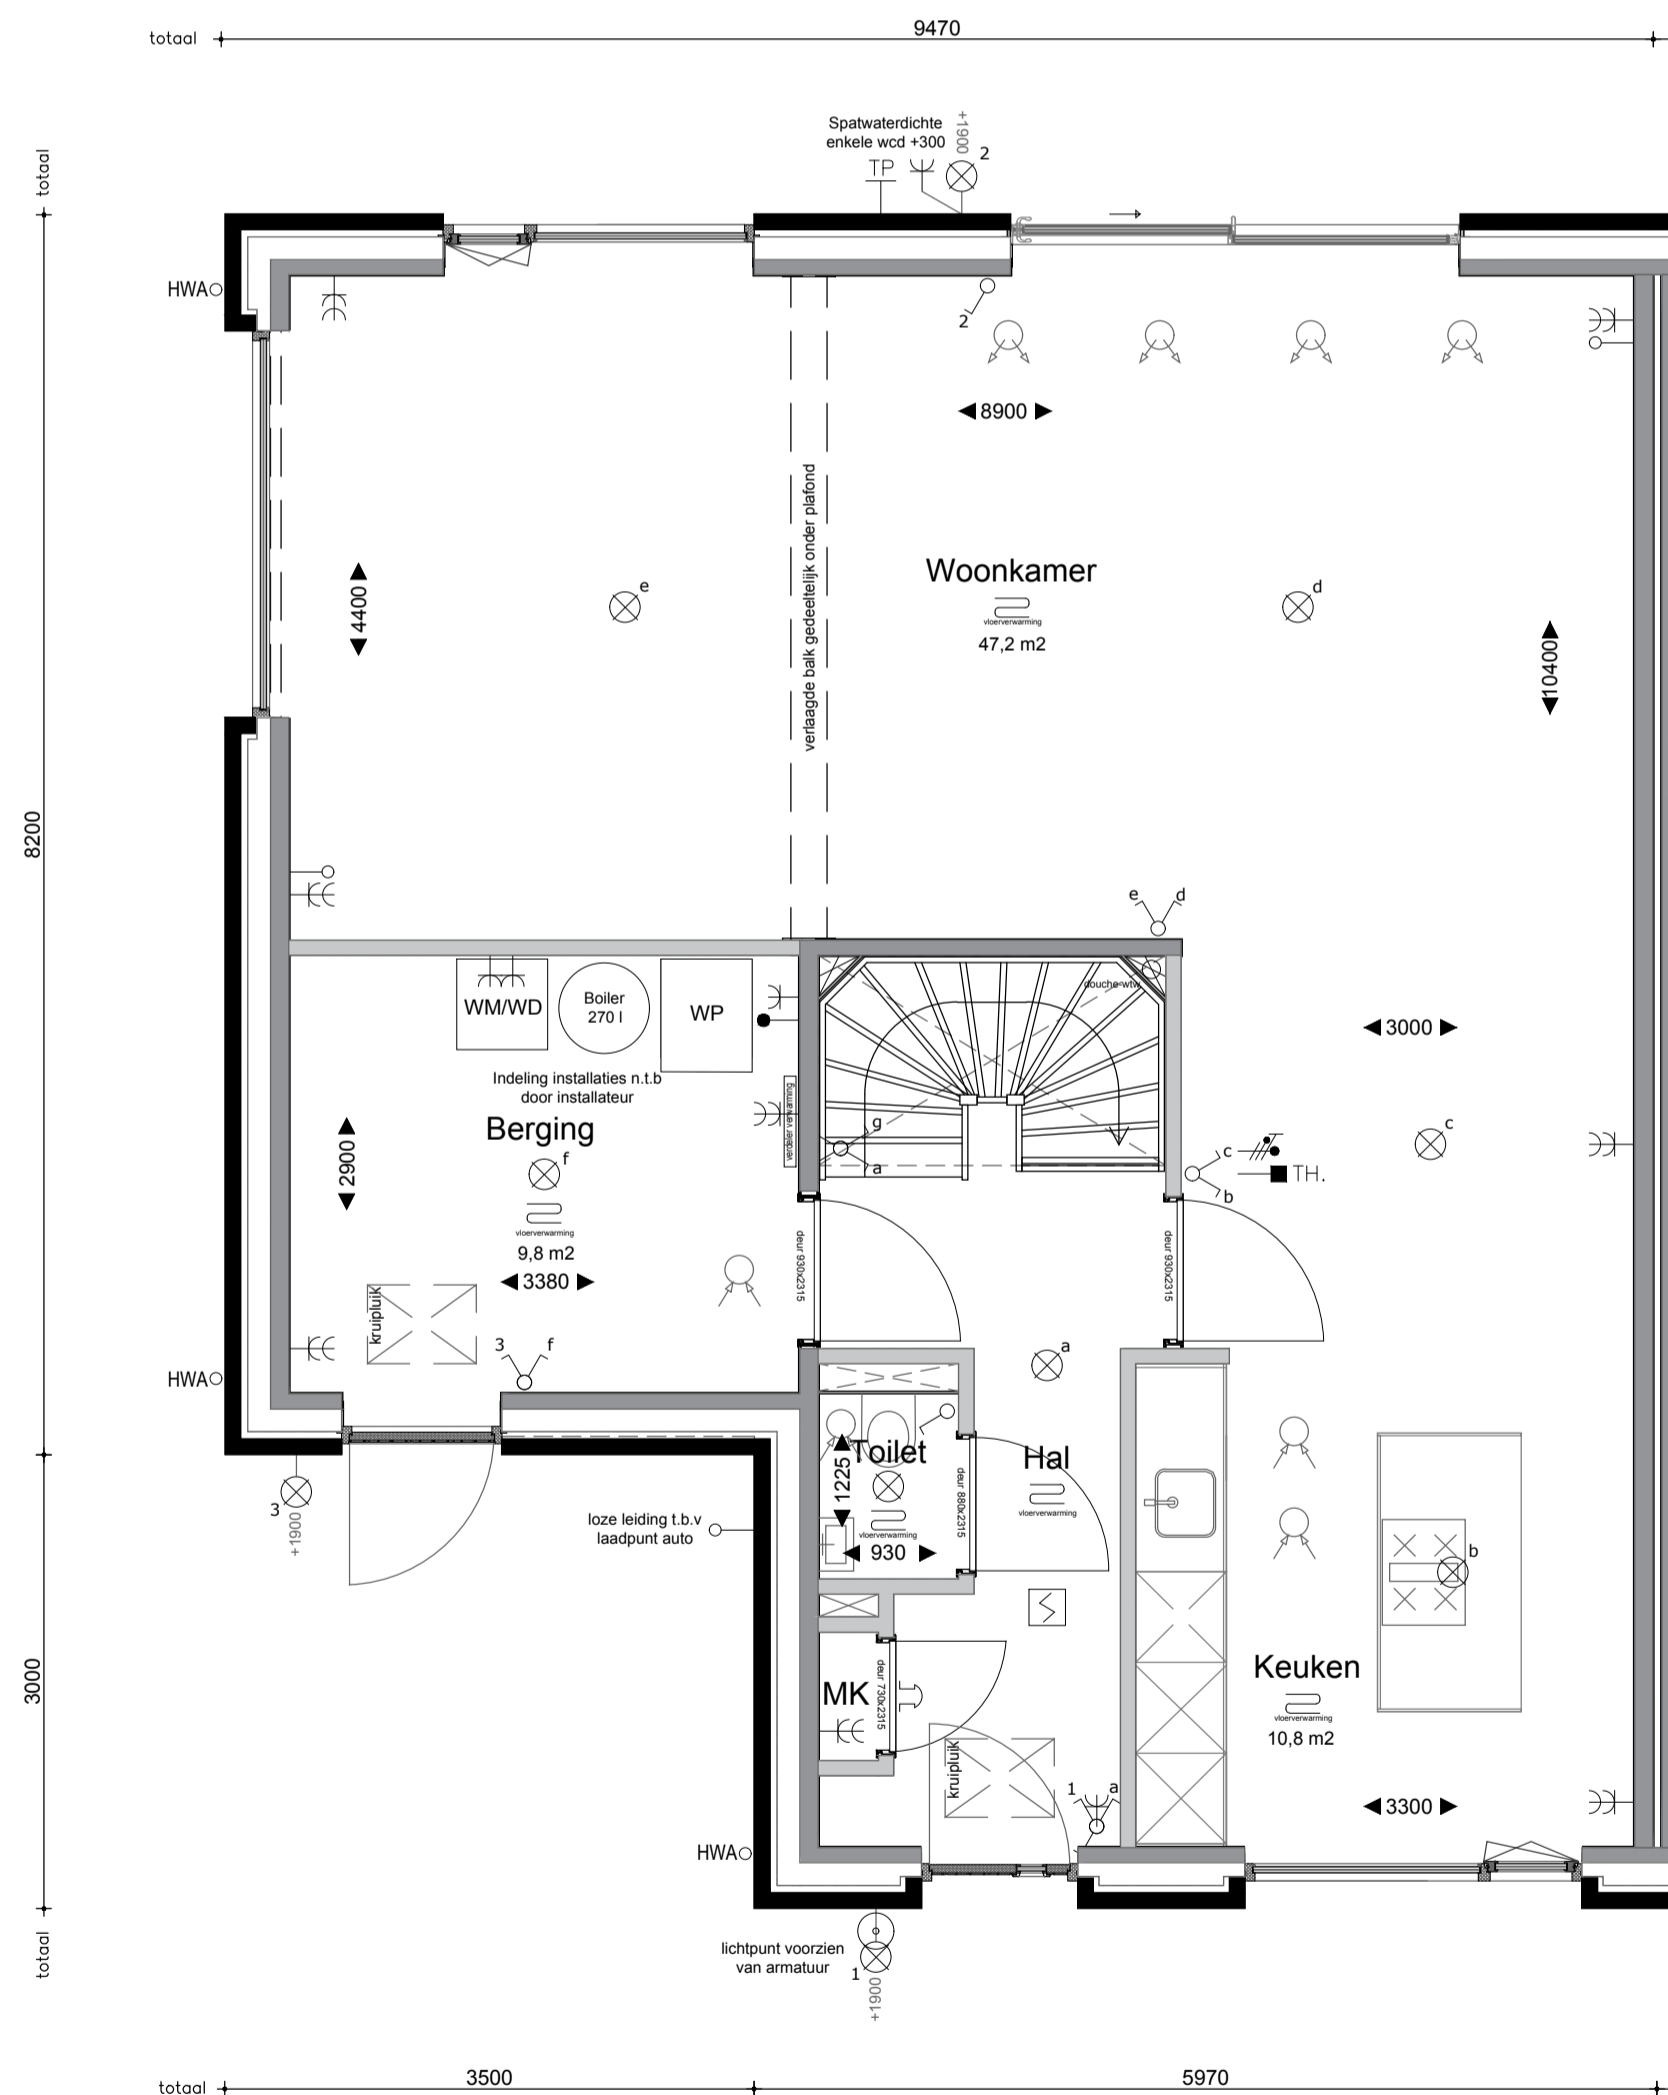 9470
totaal
totaal
Spatwaterdichte
enkele wcd +300
+1900
2
TP
HWA
2
8900
verlaagde balk gedeeltelijk onder plafond
Woonkamer
vloerverwarming
47,2 m2
e
d
4400
10400
8200
e
d
WM/WD
Boiler
270 l
WP
douche-wtw
3000
Indeling installaties n.t.b
door installateur
Berging
verdeler verwarming
f
g
a
c
c
b
TH.
2900
vloerverwarming
9,8 m2
3380
deur 930x2315
deur 930x2315
kruipluik
3
f
a
HWA
Toilet
1225
vloerverwarming
930
deur 880x2315
Hal
vloerverwarming
3
+1900
loze leiding t.b.v
laadpunt auto
b
3000
MK
deur 730x2315
Keuken
vloerverwarming
10,8 m2
kruipluik
1
a
3300
HWA
totaal
lichtpunt voorzien
van armatuur
1
+1900
totaal
3500
5970